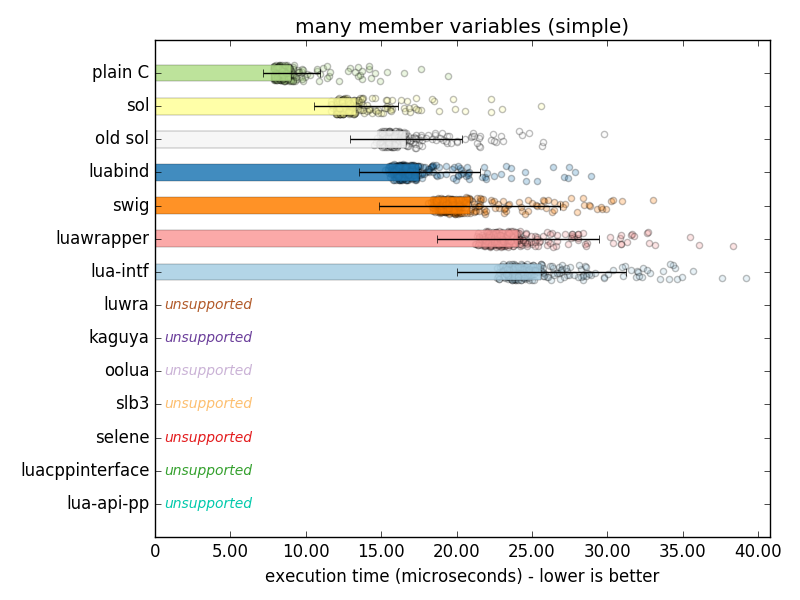 many member variables (simple)
plain C
sol
old sol
luabind
swig
luawrapper
lua-intf
luwra unsupported
kaguya unsupported
oolua unsupported
slb3 unsupported
selene unsupported
luacppinterface unsupported
lua-api-pp unsupported
0 5.00 10.00 15.00 20.00 25.00 30.00 35.00 40.00
execution time (microseconds) - lower is better